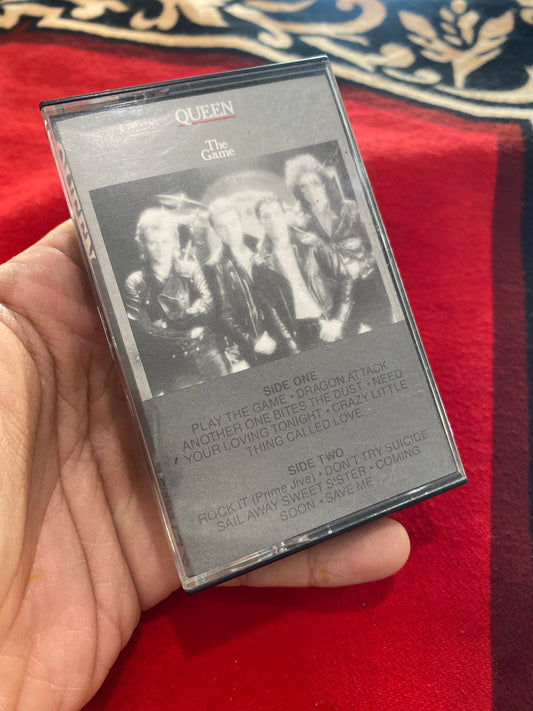 QUEEN
The
Game
QUEEN
SIDE ONE
PLAY THE GAME • DRAGON ATTACK
ANOTHER ONE BITES THE DUST • NEED
YOUR LOVING TONIGHT • CRAZY LITTLE
THING CALLED LOVE
SIDE TWO
ROCK IT (Prime Jive) • DON'T TRY SUICIDE
SAIL AWAY SWEET SISTER • COMING
SOON • SAVE ME